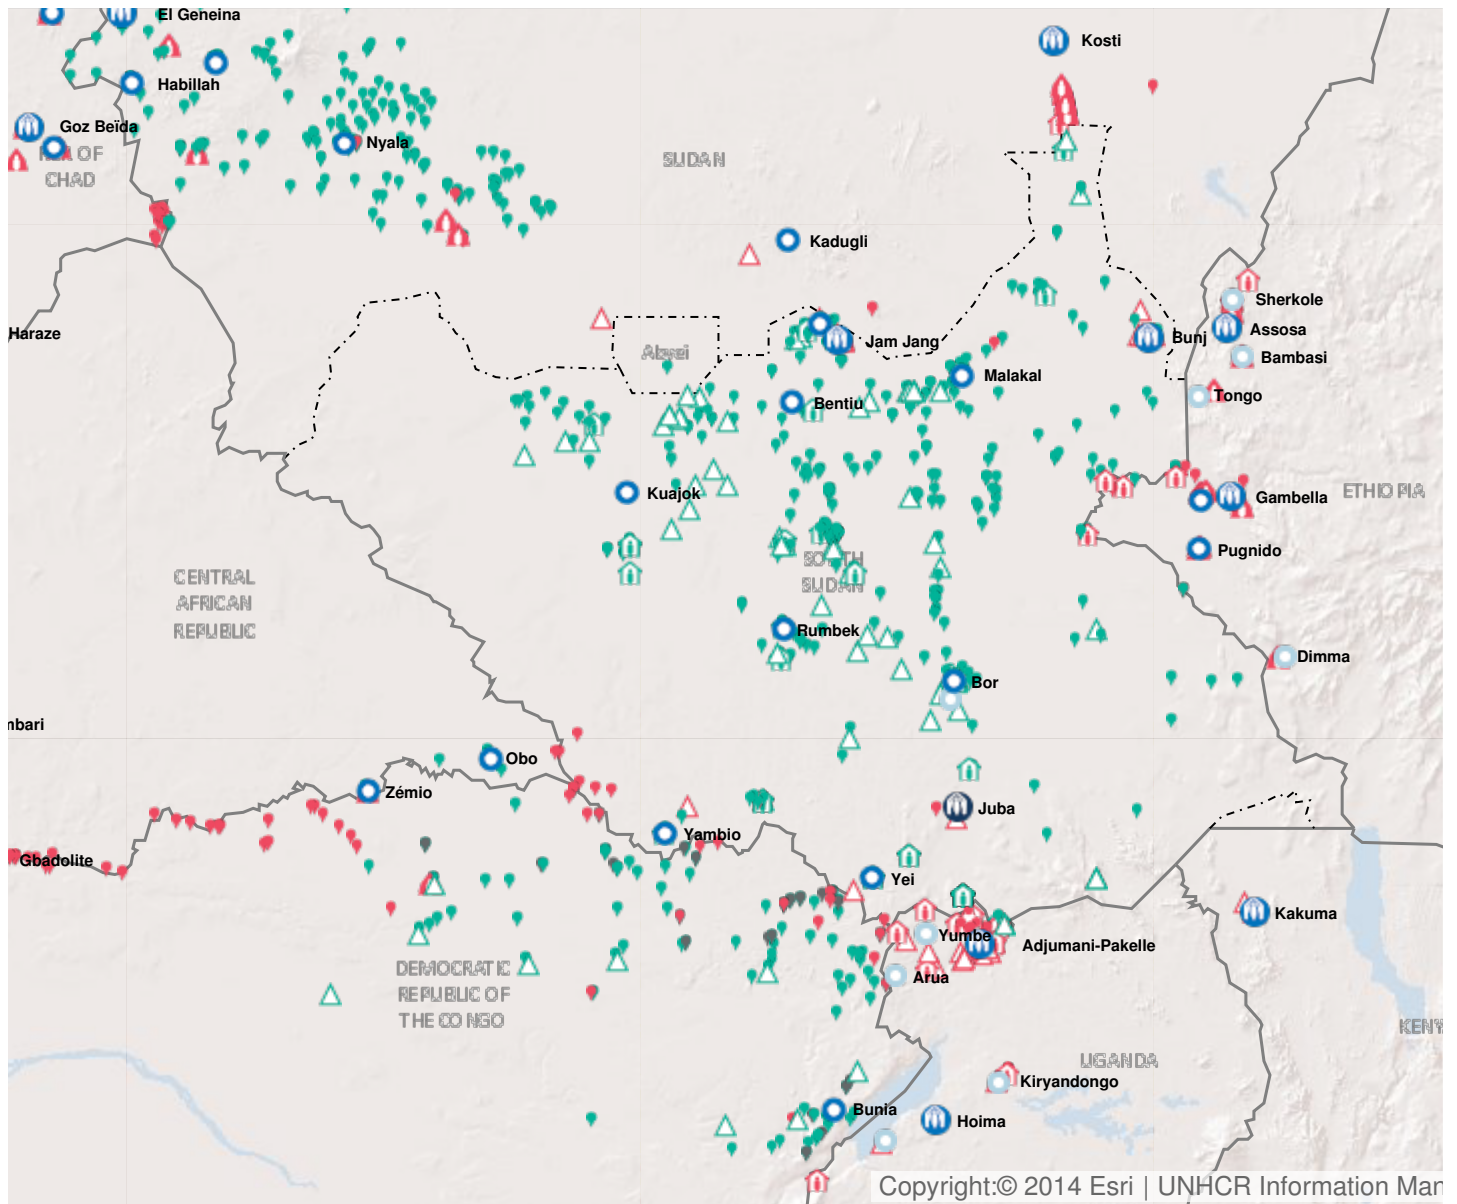 El Geneina
Kosti
Habillah
Goz Beïda
OF
CHAD
Nyala
SUDAN
Kadugli
Sherkole
Haraze
Assosa
Jam Jang
Bunj
Abyei
Bambasi
Malakal
Tongo
Bentiu
Kuajok
Gambella
ETHIOPIA
Pugnido
SOUTH
SUDAN
CENTRAL
AFRICAN
REPUBLIC
Rumbek
Dimma
Bor
mbari
Obo
Zémio
Juba
Yambio
Gbadolite
Yei
Kakuma
Yumbe
Adjumani-Pakelle
DEMOCRATIC
REPUBLIC OF
THE CONGO
Arua
KENY
UGANDA
Kiryandongo
Bunia
Hoima
Copyright:© 2014 Esri | UNHCR Information Man